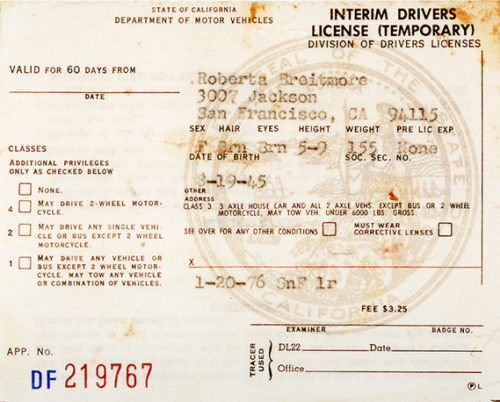 STATE OF CALIFORNIA
DEPARTMENT OF MOTOR VEHICLES
INTERIM DRIVERS
LICENSE (TEMPORARY)
DIVISION OF DRIVERS LICENSES
VALID FOR 60 DAYS FROM
DATE
Roberta Breitmore
3007 Jackson
San Francisco, CA 94115
SEX HAIR EYES HEIGHT WEIGHT PRE LIC EXP
F Brn Brn 5-9 155 None
DATE OF BIRTH SOC. SEC. NO.
8-19-45
OTHER
ADDRESS
CLASS 3. 3 AXLE HOUSE CAR AND ALL 2 AXLE VEHS. EXCEPT BUS OR 2 WHEEL
MOTORCYCLE, MAY TOW VEH. UNDER 6000 LBS. GROSS.
SEE OVER FOR ANY OTHER CONDITIONS
MUST WEAR
CORRECTIVE LENSES
CLASSES
ADDITIONAL PRIVILEGES
ONLY AS CHECKED BELOW
NONE.
4 MAY DRIVE 2-WHEEL MOTOR-
CYCLE.
2 MAY DRIVE ANY SINGLE VEHI-
CLE OR BUS EXCEPT 2 WHEEL
MOTORCYCLE.
1 MAY DRIVE ANY VEHICLE OR
BUS EXCEPT 2 WHEEL MOTOR-
CYCLE. MAY TOW ANY VEHICLE
OR COMBINATION OF VEHICLES.
X
1-20-76 SnF lr
FEE $3.25
EXAMINER BADGE NO.
TRACER
USED
DL22 Date
Office
APP. No.
DF 219767
P L